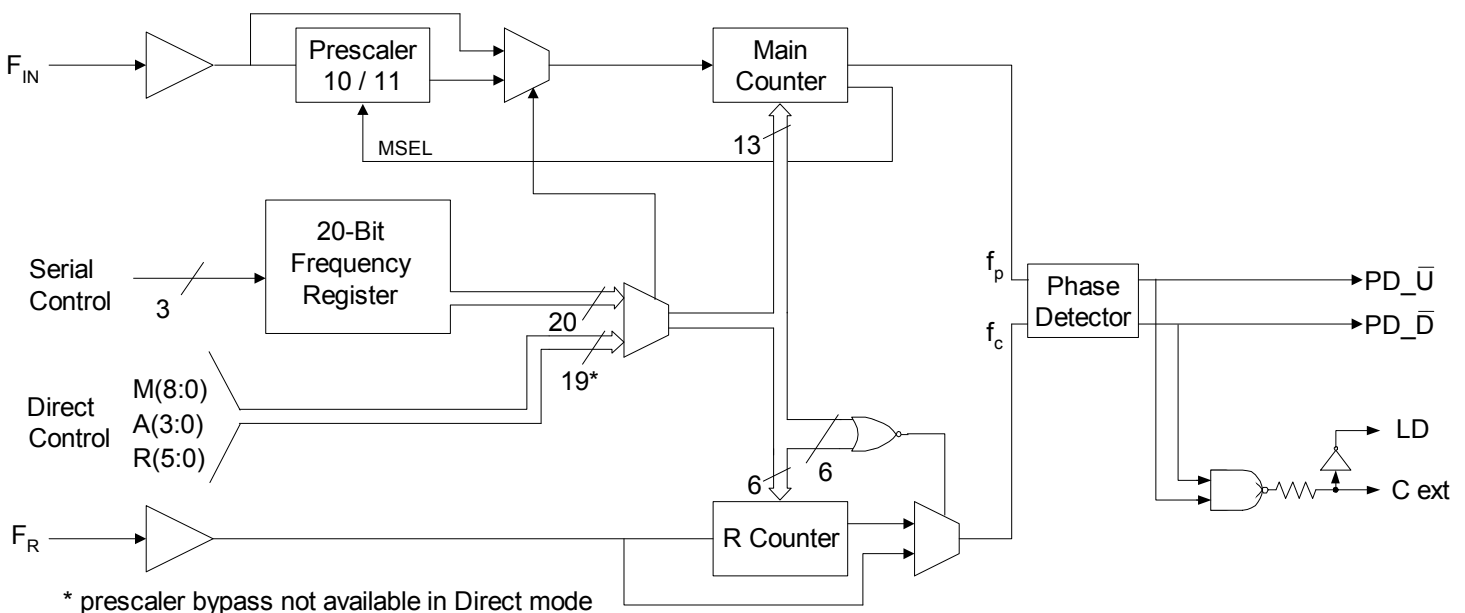 F_IN
Prescaler
10 / 11
Main
Counter
13
MSEL
20-Bit
Frequency
Register
Serial
Control
3
20
19*
M(8:0)
A(3:0)
R(5:0)
Direct
Control
f_p
f_c
Phase
Detector
PD_U̅
PD_D̅
6
6
LD
C ext
R Counter
F_R
* prescaler bypass not available in Direct mode